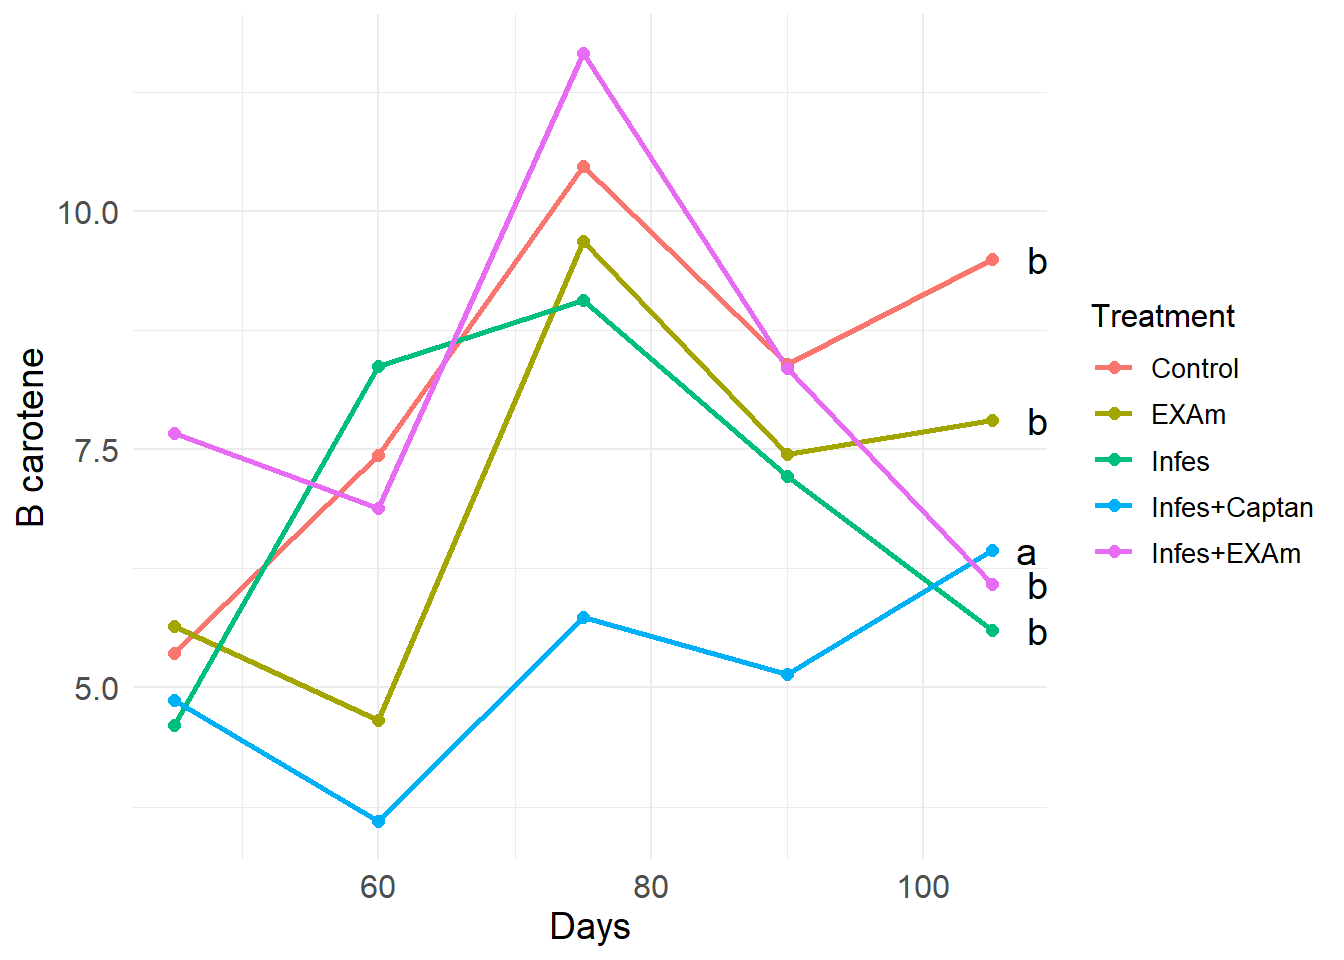 10.0
7.5
5.0
B carotene
60 80 100
Days
b
b
a
b
b
Treatment
Control
EXAm
Infes
Infes+Captan
Infes+EXAm